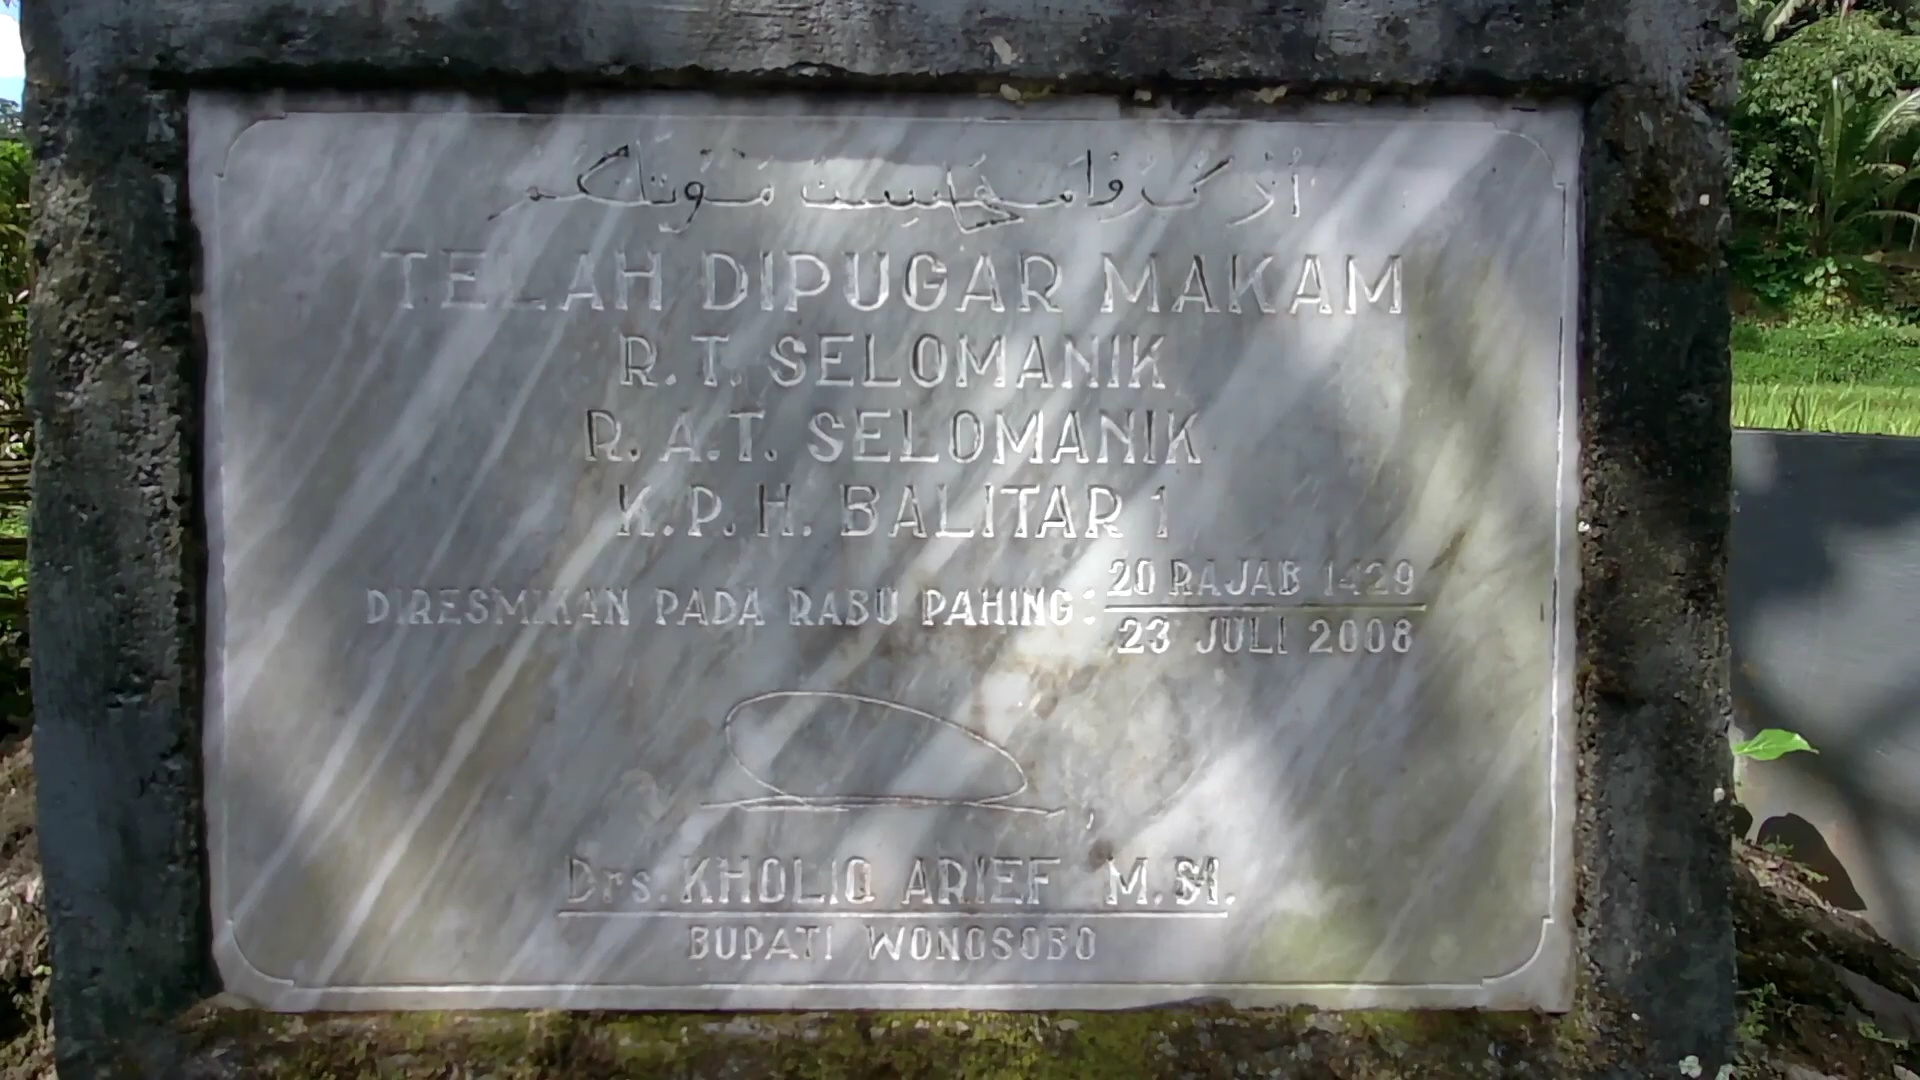 اذكروا محاسن موتاكم
TELAH DIPUGAR MAKAM
R.T. SELOMANIK
R.A.T. SELOMANIK
K.P.H. BALITAR 1
DIRESMIKAN PADA RABU PAHING: 20 RAJAB 1429
23 JULI 2008
Drs. KHOLIQ ARIEF M.SI.
BUPATI WONOSOBO